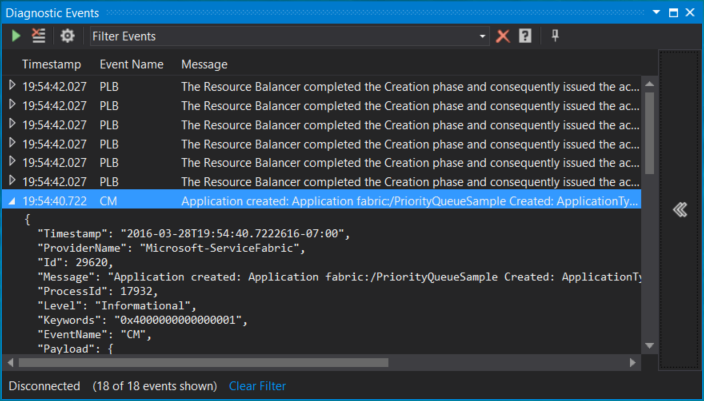 Diagnostic Events
Filter Events
Timestamp Event Name Message
19:54:42.027 PLB The Resource Balancer completed the Creation phase and consequently issued the ac...
19:54:42.027 PLB The Resource Balancer completed the Creation phase and consequently issued the ac...
19:54:42.027 PLB The Resource Balancer completed the Creation phase and consequently issued the ac...
19:54:42.027 PLB The Resource Balancer completed the Creation phase and consequently issued the ac...
19:54:42.027 PLB The Resource Balancer completed the Creation phase and consequently issued the ac...
19:54:42.027 PLB The Resource Balancer completed the Creation phase and consequently issued the ac...
19:54:40.722 CM Application created: Application fabric:/PriorityQueueSample Created: ApplicationTy...
{
"Timestamp": "2016-03-28T19:54:40.7222616-07:00",
"ProviderName": "Microsoft-ServiceFabric",
"Id": 29620,
"Message": "Application created: Application fabric:/PriorityQueueSample Created: ApplicationTy
"ProcessId": 17932,
"Level": "Informational",
"Keywords": "0x4000000000000001",
"EventName": "CM",
"Payload": {
Disconnected (18 of 18 events shown) Clear Filter